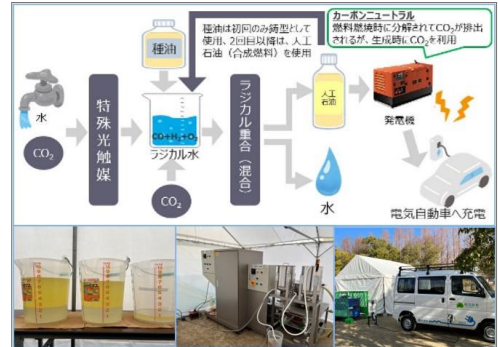 種油は初回のみ鋳型として
使用、2回目以降は、人工
石油（合成燃料）を使用
カーボンニュートラル
燃料燃焼時に分解されてCO₂が排出
されるが、生成時にCO₂を利用
種油
水
CO₂
特殊光触媒
CO+H₂+O₂
ラジカル水
CO₂
ラジカル重合（混合）
人工
石油
水
発電機
電気自動車へ充電